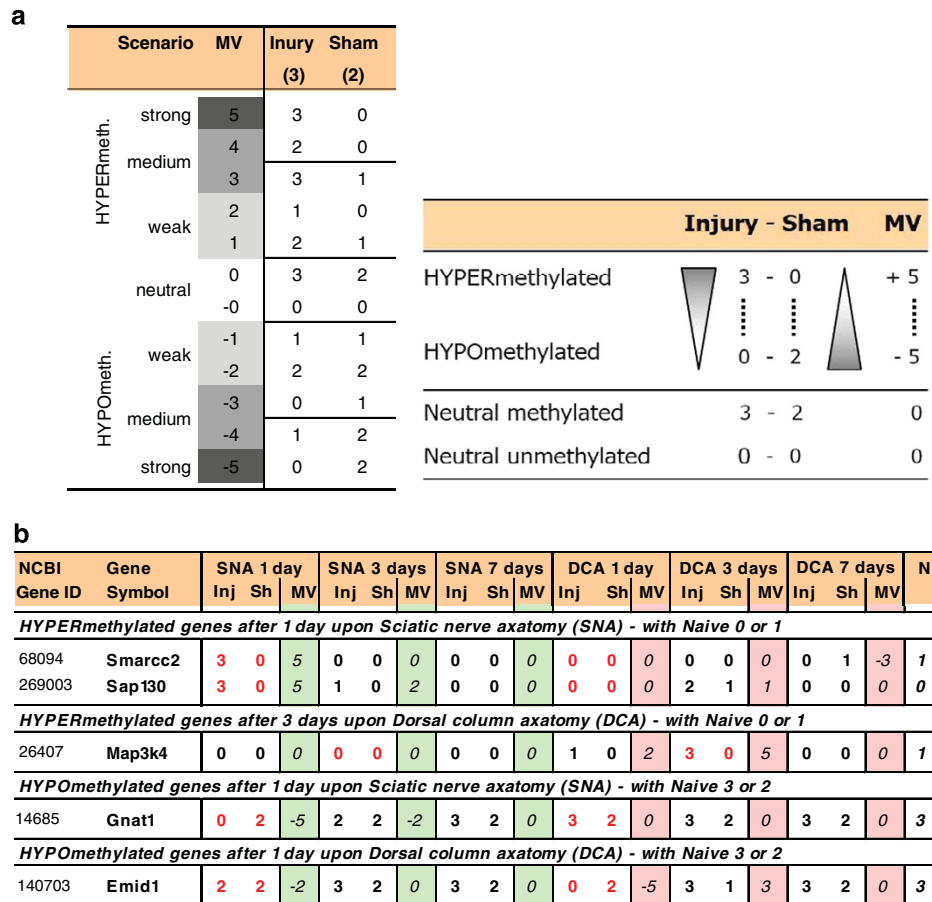 a
Scenario MV Inury Sham
(3) (2)
HYPERmeth.
strong 5 3 0
4 2 0
medium
3 3 1
2 1 0
weak
1 2 1
0 3 2
neutral
-0 0 0
HYPOmeth.
-1 1 1
weak
-2 2 2
-3 0 1
medium
-4 1 2
strong -5 0 2
Injury - Sham MV
HYPERmethylated 3 - 0 + 5
HYPOmethylated 0 - 2 - 5
Neutral methylated 3 - 2 0
Neutral unmethylated 0 - 0 0
b
NCBI Gene SNA 1 day SNA 3 days SNA 7 days DCA 1 day DCA 3 days DCA 7 days N
Gene ID Symbol Inj Sh MV Inj Sh MV Inj Sh MV Inj Sh MV Inj Sh MV Inj Sh MV
HYPERmethylated genes after 1 day upon Sciatic nerve axatomy (SNA) - with Naive 0 or 1
68094 Smarcc2 3 0 5 0 0 0 0 0 0 0 0 0 0 0 0 0 1 -3 1
269003 Sap130 3 0 5 1 0 2 0 0 0 0 0 0 2 1 1 0 0 0 0
HYPERmethylated genes after 3 days upon Dorsal column axatomy (DCA) - with Naive 0 or 1
26407 Map3k4 0 0 0 0 0 0 0 0 0 1 0 2 3 0 5 0 0 0 1
HYPOmethylated genes after 1 day upon Sciatic nerve axatomy (SNA) - with Naive 3 or 2
14685 Gnat1 0 2 -5 2 2 -2 3 2 0 3 2 0 3 2 0 3 2 0 3
HYPOmethylated genes after 1 day upon Dorsal column axatomy (DCA) - with Naive 3 or 2
140703 Emid1 2 2 -2 3 2 0 3 2 0 0 2 -5 3 1 3 3 2 0 3